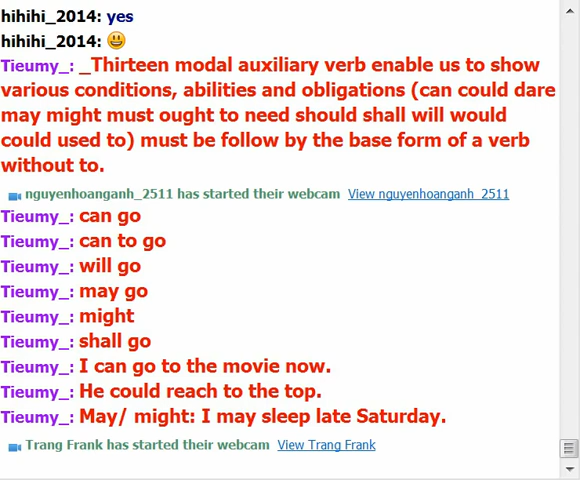 hihihi_2014: yes
hihihi_2014: 😃
Tieumy_: _Thirteen modal auxiliary verb enable us to show
various conditions, abilities and obligations (can could dare
may might must ought to need should shall will would
could used to) must be follow by the base form of a verb
without to.
nguyenhoanganh_2511 has started their webcam View nguyenhoanganh_2511
Tieumy_: can go
Tieumy_: can to go
Tieumy_: will go
Tieumy_: may go
Tieumy_: might
Tieumy_: shall go
Tieumy_: I can go to the movie now.
Tieumy_: He could reach to the top.
Tieumy_: May/ might: I may sleep late Saturday.
Trang Frank has started their webcam View Trang Frank